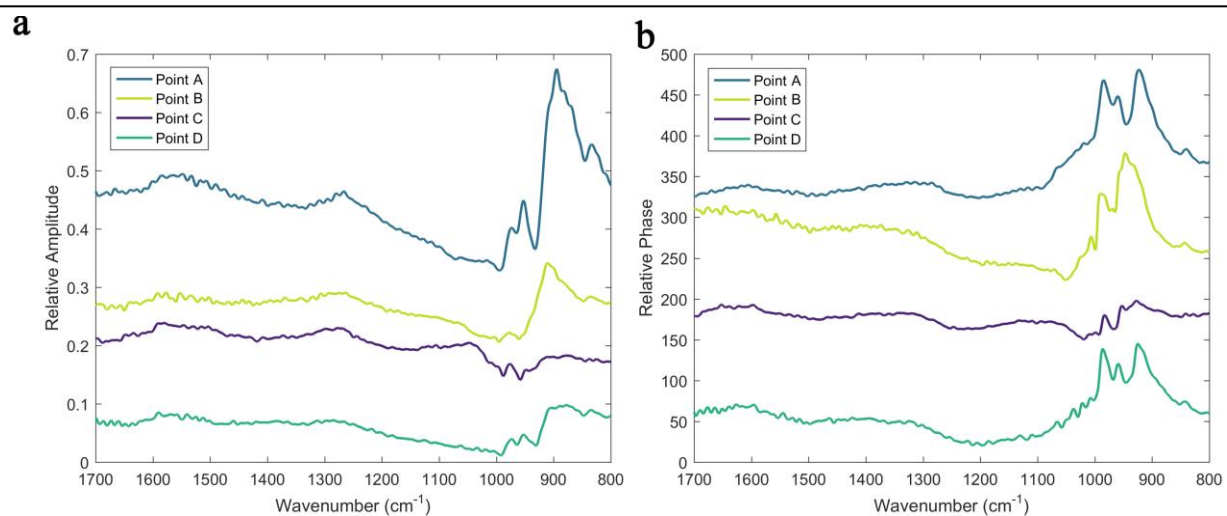 a
0.7
0.6
0.5
0.4
0.3
0.2
0.1
0
Relative Amplitude
Point A
Point B
Point C
Point D
1700 1600 1500 1400 1300 1200 1100 1000 900 800
Wavenumber (cm-1)
b
500
450
400
350
300
250
200
150
100
50
0
Relative Phase
Point A
Point B
Point C
Point D
1700 1600 1500 1400 1300 1200 1100 1000 900 800
Wavenumber (cm-1)